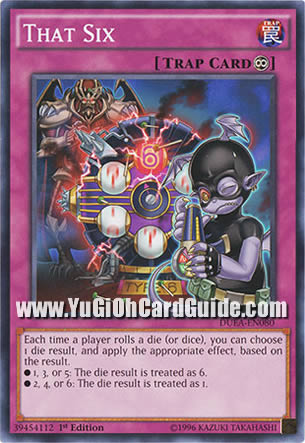 THAT SIX
TRAP
罠
[TRAP CARD]
6
TYPE-6
www.YuGiOhCardGuide.com
DUEA-EN080
Each time a player rolls a die (or dice), you can choose
1 die result, and apply the appropriate effect, based on
the result.
● 1, 3, or 5: The die result is treated as 6.
● 2, 4, or 6: The die result is treated as 1.
39454112 1st Edition ©1996 KAZUKI TAKAHASHI